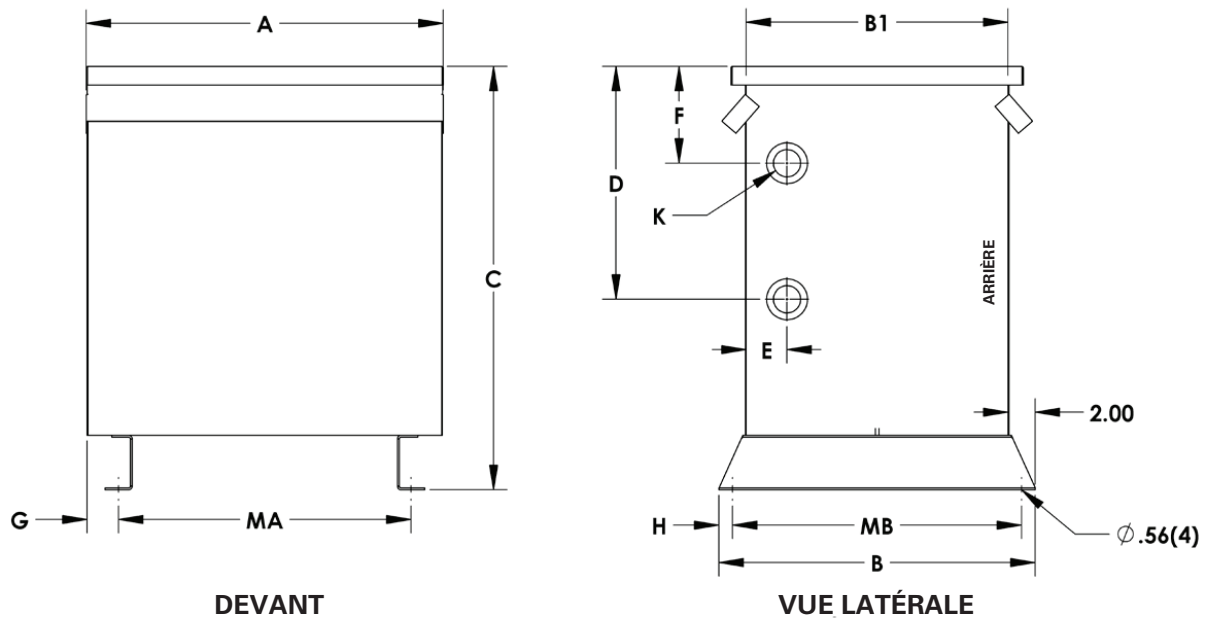 A
C
G
MA
DEVANT
B1
F
D
K
ARRIÈRE
E
2.00
H
MB
∅ .56(4)
B
VUE LATÉRALE